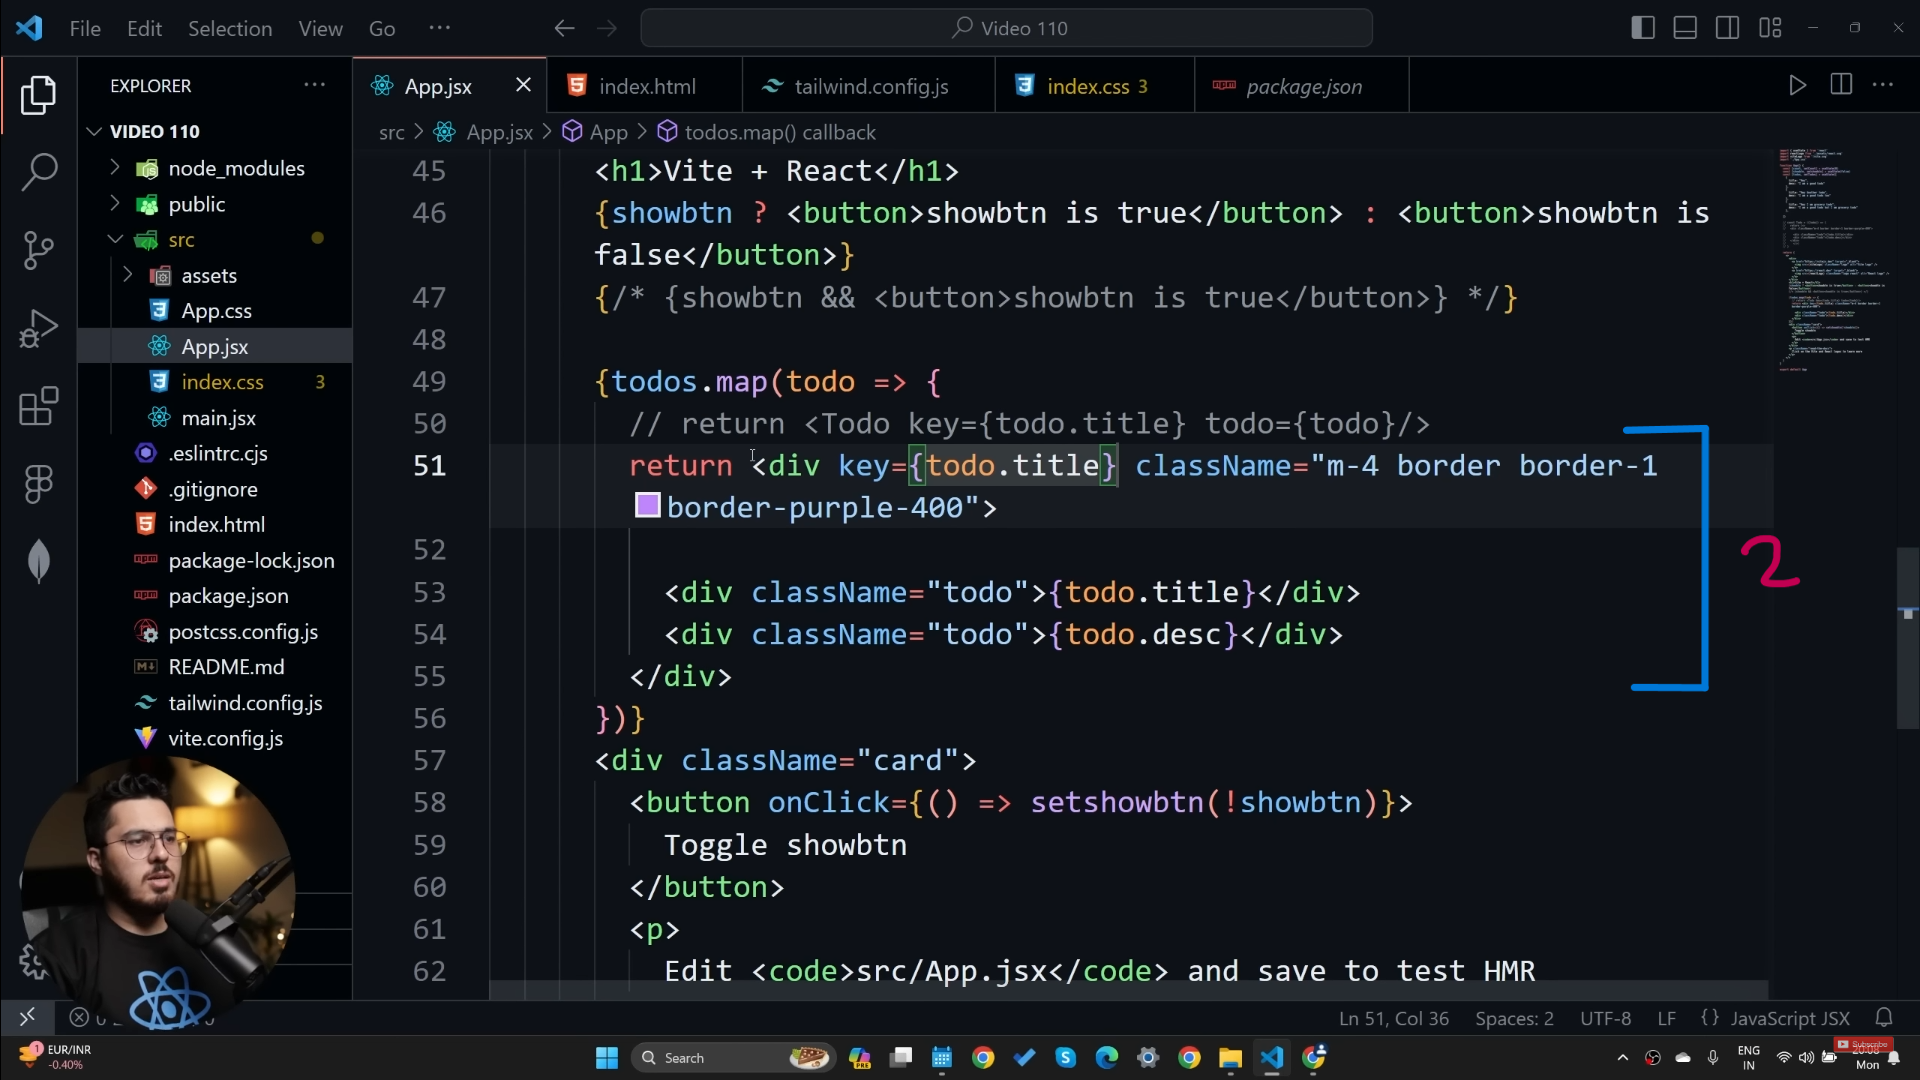 File Edit Selection View Go ···
Video 110
EXPLORER ···
App.jsx
index.html
tailwind.config.js
index.css 3
package.json
VIDEO 110
node_modules
public
src
assets
App.css
App.jsx
index.css 3
main.jsx
.eslintrc.cjs
.gitignore
index.html
package-lock.json
package.json
postcss.config.js
README.md
tailwind.config.js
vite.config.js
src > App.jsx > App > todos.map() callback
45 <h1>Vite + React</h1>
46 {showbtn ? <button>showbtn is true</button> : <button>showbtn is
false</button>}
47 {/* {showbtn && <button>showbtn is true</button>} */}
48
49 {todos.map(todo => {
50 // return <Todo key={todo.title} todo={todo}/>
51 return <div key={todo.title} className="m-4 border border-1
border-purple-400">
52
53 <div className="todo">{todo.title}</div>
54 <div className="todo">{todo.desc}</div>
55 </div>
56 })}
57 <div className="card">
58 <button onClick={() => setshowbtn(!showbtn)}>
59 Toggle showbtn
60 </button>
61 <p>
62 Edit <code>src/App.jsx</code> and save to test HMR
2
Ln 51, Col 36 Spaces: 2 UTF-8 LF {} JavaScript JSX
1
EUR/INR
-0.40%
Search
PRE
ENG
IN
Subscribe
Mon